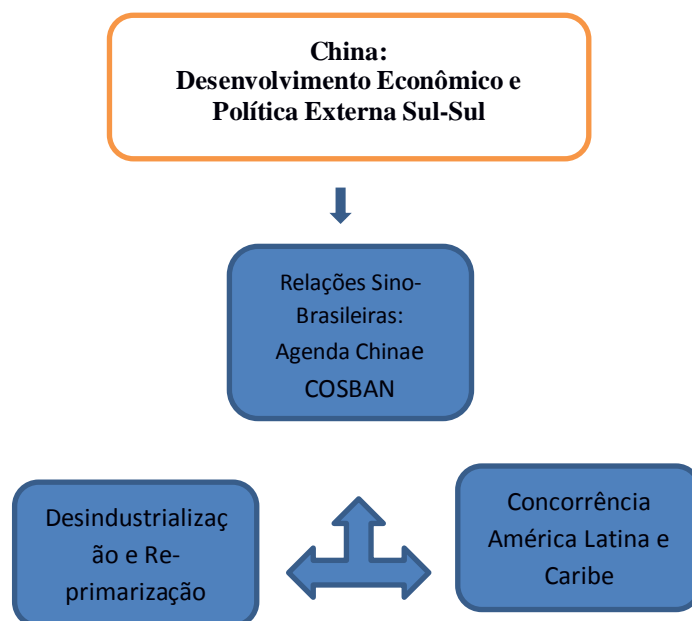 China:
Desenvolvimento Econômico e
Política Externa Sul-Sul
Relações Sino-
Brasileiras:
Agenda Chinae
COSBAN
Desindustrializaç
ão e Re-
primarização
Concorrência
América Latina e
Caribe